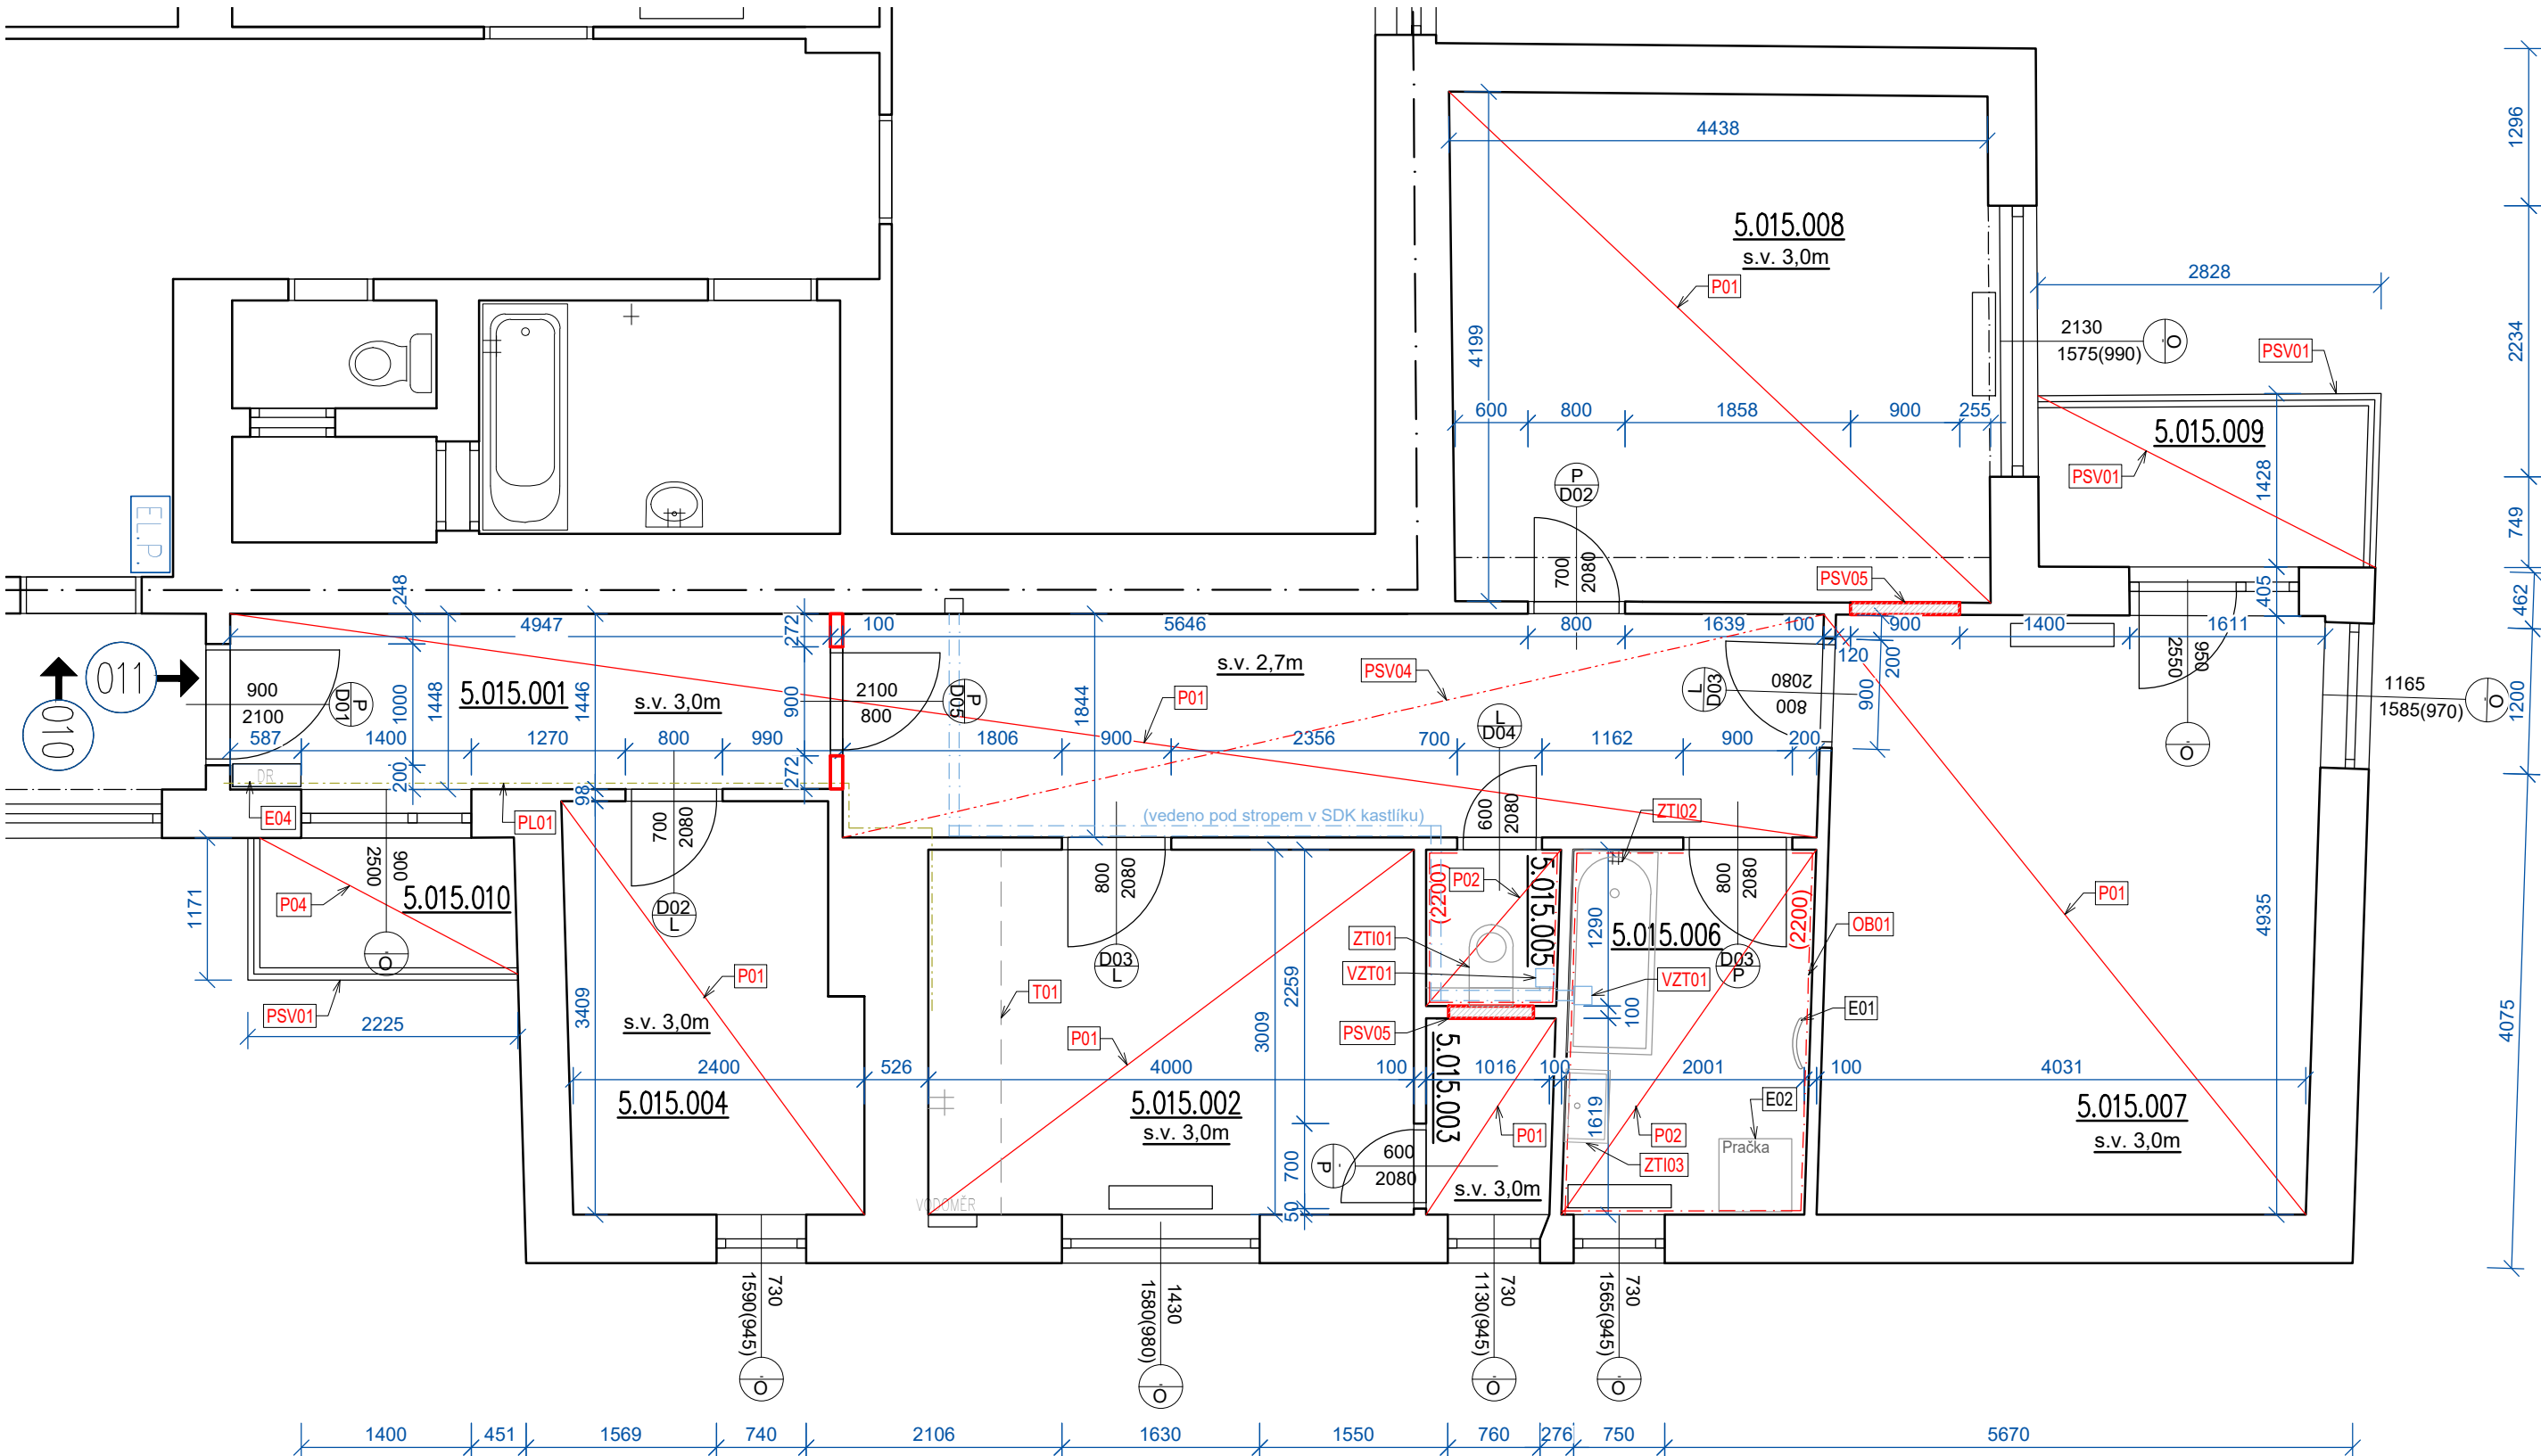 4438
1296
5.015.008
s.v. 3,0m
P01
2828
2130
1575(990)
O
2234
PSV01
4199
600
800
1858
900
255
5.015.009
PSV01
1428
P
D02
749
EL.P.
700
2080
PSV05
405
462
248
4947
272
100
5646
800
1639
100
900
1400
1611
120
200
011
010
900
2100
P
D01
1000
1448
5.015.001
1446
s.v. 3,0m
900
2100
800
P
D05
1844
s.v. 2,7m
PSV04
P01
L
D03
2080
800
900
950
2550
O
1165
1585(970)
O
1200
587
1400
1270
800
990
1806
900
2356
700
L
D04
1162
900
200
DR
200
98
272
E04
PL01
700
2080
(vedeno pod stropem v SDK kastlíku)
600
2080
ZTI02
900
2500
O
1171
P04
5.015.010
PSV01
2225
D02
L
P01
3409
s.v. 3,0m
2400
5.015.004
526
800
2080
D03
L
T01
P01
2259
3009
4000
100
5.015.002
s.v. 3,0m
VODOMĚR
700
50
P
600
2080
(2200)
P02
5.015.005
ZTI01
VZT01
PSV05
5.015.003
1016
100
P01
s.v. 3,0m
1290
5.015.006
800
2080
D03
P
(2200)
VZT01
100
OB01
E01
2001
100
1619
P02
E02
ZTI03
Pračka
P01
4935
4031
5.015.007
s.v. 3,0m
4075
730
1590(945)
O
1430
1580(980)
O
730
1130(945)
O
730
1565(945)
O
1400
451
1569
740
2106
1630
1550
760
276
750
5670